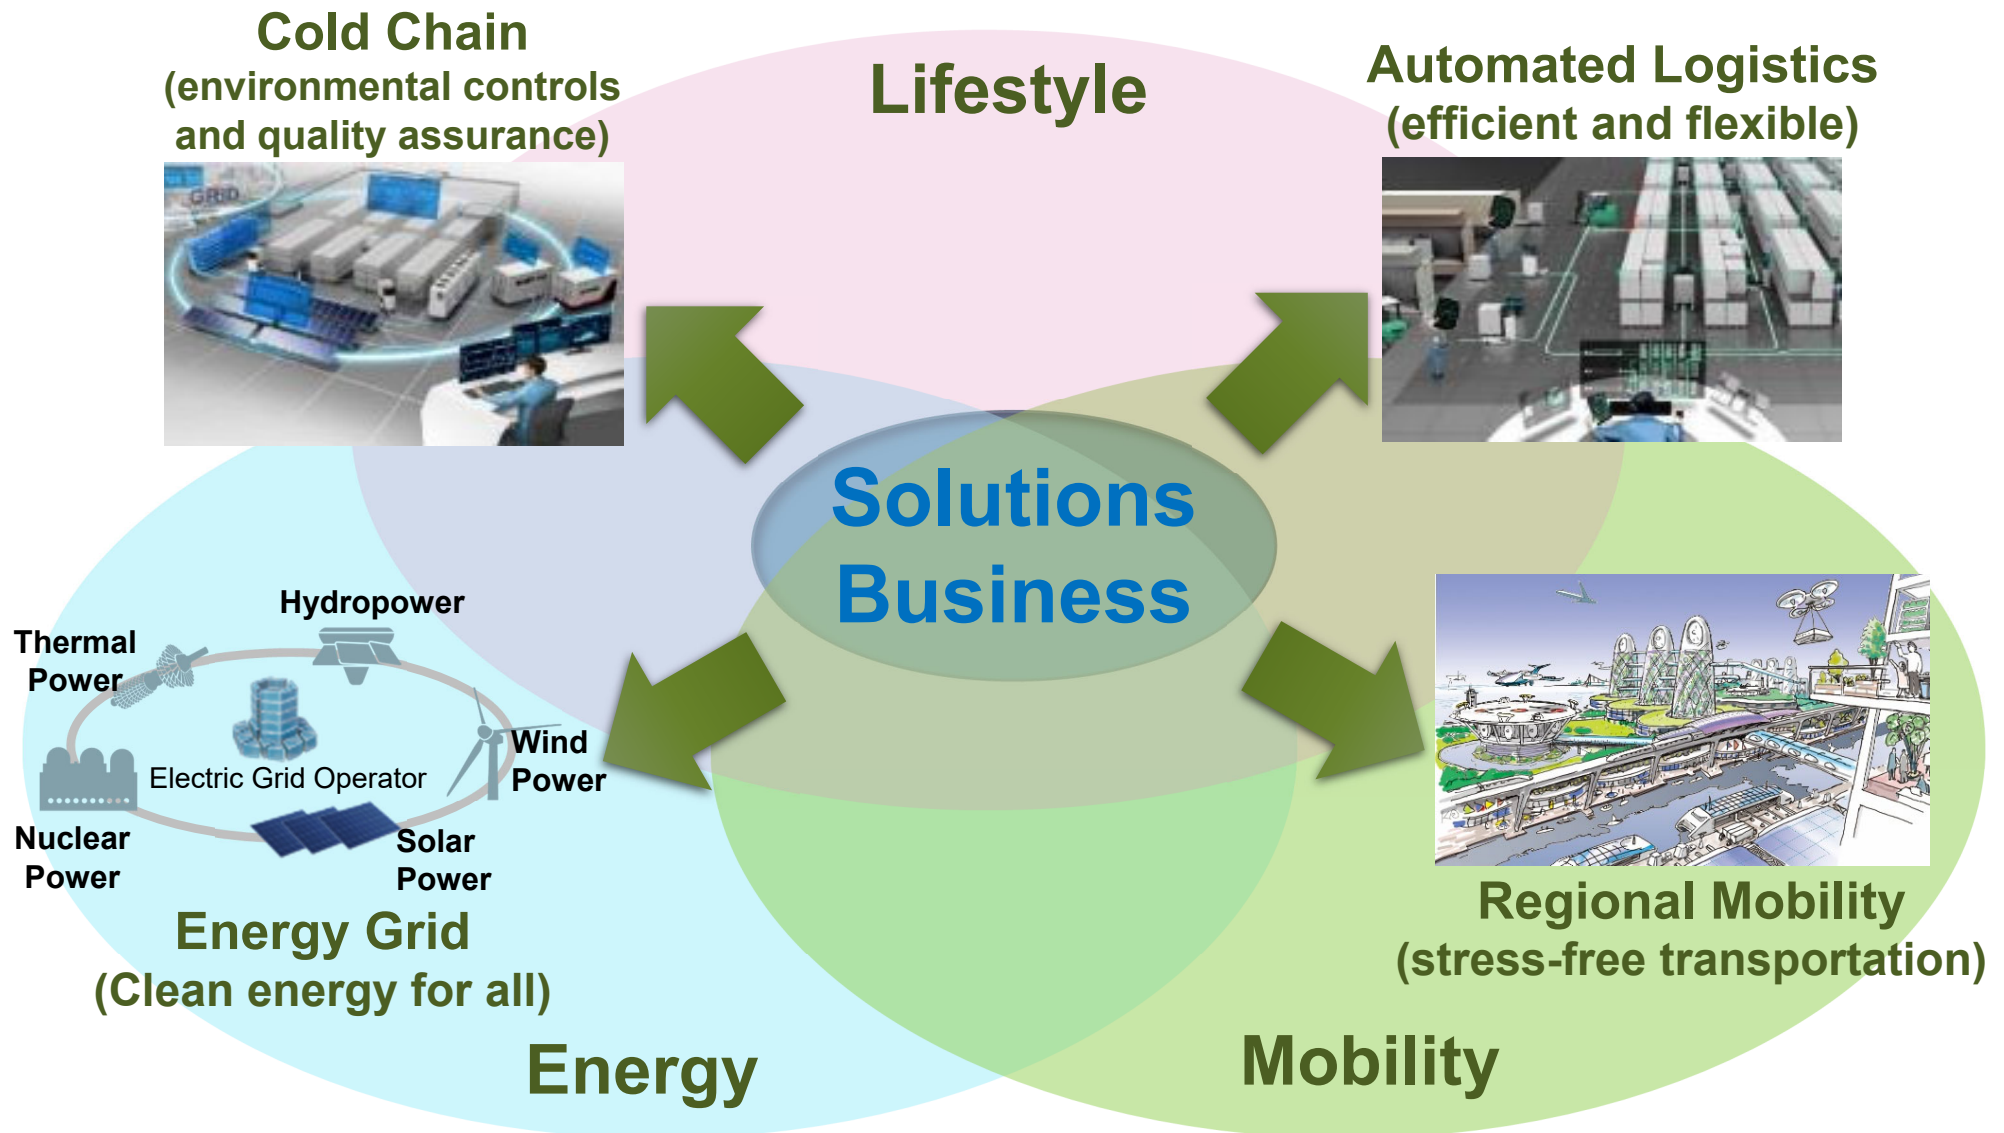 Cold Chain
(environmental controls
and quality assurance)
Lifestyle
Automated Logistics
(efficient and flexible)
GRID
Solutions
Business
Hydropower
Thermal
Power
Wind
Power
Electric Grid Operator
Nuclear
Power
Solar
Power
Energy Grid
(Clean energy for all)
Regional Mobility
(stress-free transportation)
Energy
Mobility